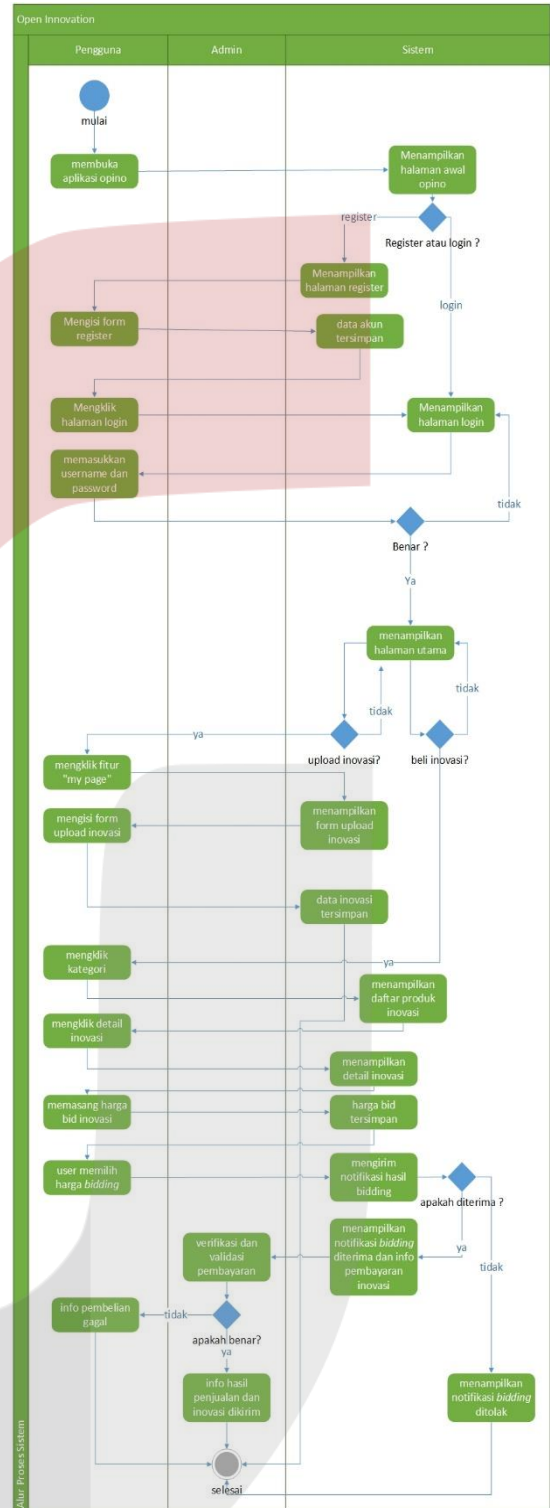 Open Innovation
Pengguna
Admin
Sistem
mulai
membuka
aplikasi opino
Menampilkan
halaman awal
opino
register
Register atau login ?
Menampilkan
halaman register
login
Mengisi form
register
data akun
tersimpan
Mengklik
halaman login
Menampilkan
halaman login
memasukkan
username dan
password
tidak
Benar ?
Ya
menampilkan
halaman utama
tidak
tidak
ya
upload inovasi?
beli inovasi?
mengklik fitur
"my page"
menampilkan
form upload
inovasi
mengisi form
upload inovasi
data inovasi
tersimpan
ya
mengklik
kategori
menampilkan
daftar produk
inovasi
mengklik detail
inovasi
menampilkan
detail inovasi
memasang harga
bid inovasi
harga bid
tersimpan
user memilih
harga bidding
mengirim
notifikasi hasil
bidding
apakah diterima ?
ya
tidak
menampilkan
notifikasi bidding
diterima dan info
pembayaran
inovasi
verifikasi dan
validasi
pembayaran
info pembelian
gagal
tidak
apakah benar?
ya
info hasil
penjualan dan
inovasi dikirim
menampilkan
notifikasi bidding
ditolak
selesai
Alur Proses Sistem